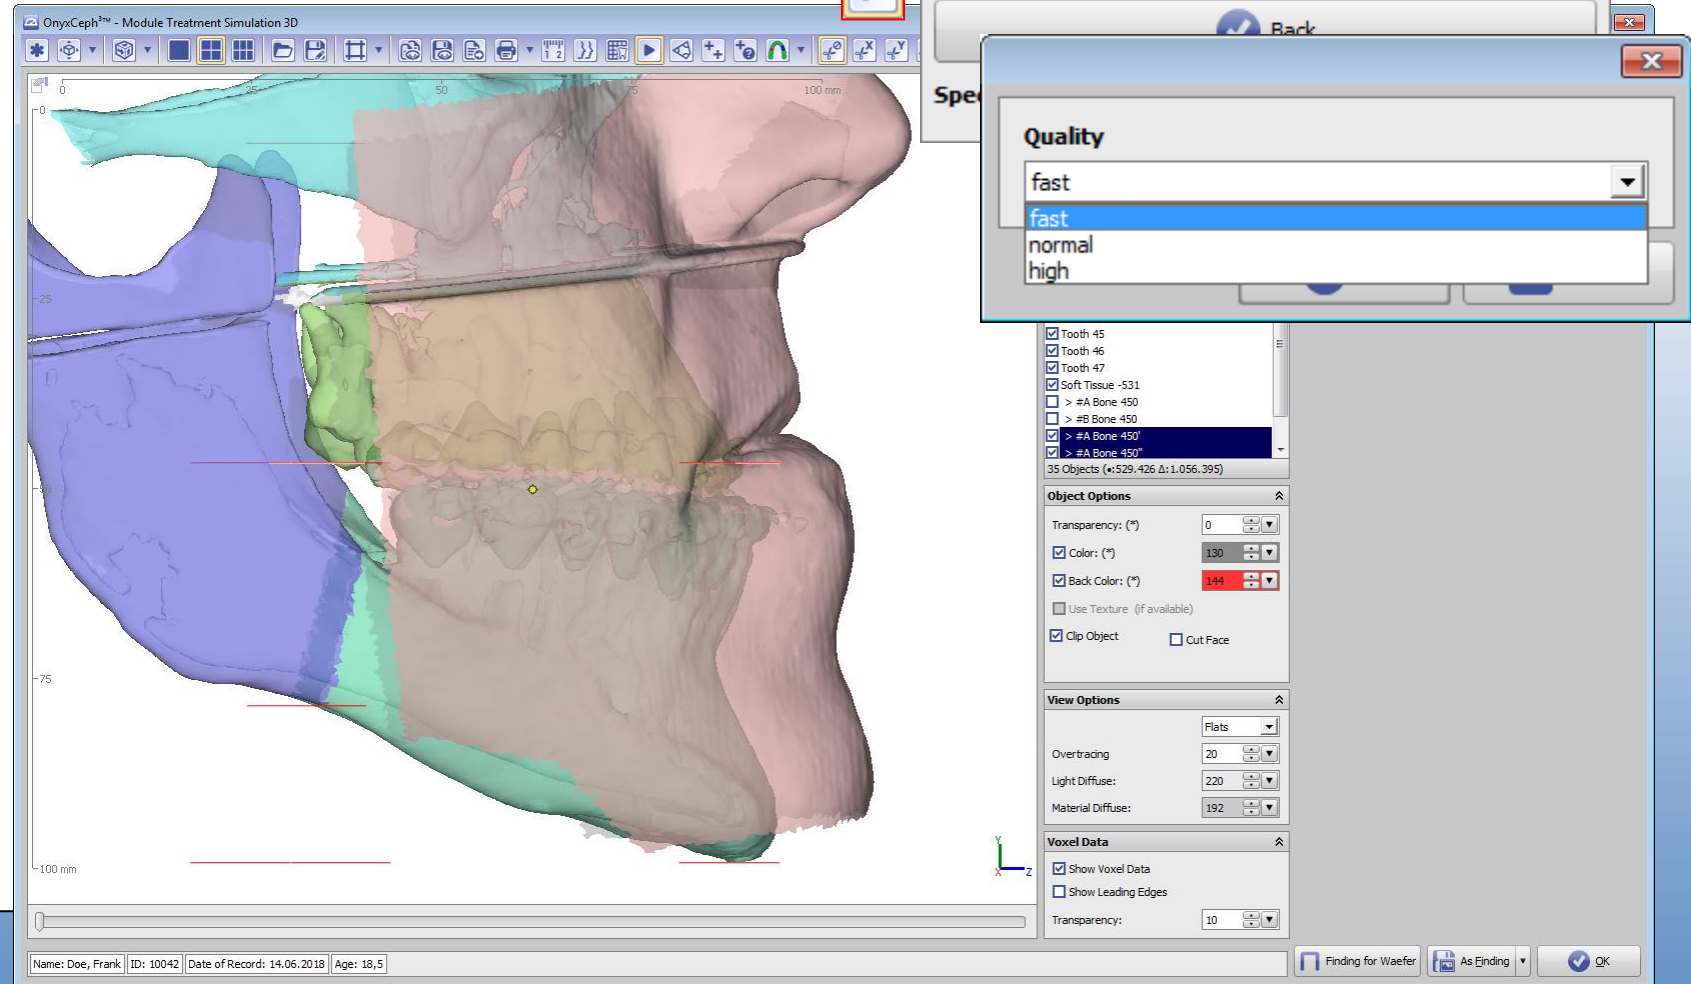 OnyxCeph³™ - Module Treatment Simulation 3D
Back
Quality
fast
fast
normal
high
0
25
50
75
100 mm
0
25
50
75
100 mm
Tooth 45
Tooth 46
Tooth 47
Soft Tissue -531
> #A Bone 450
> #B Bone 450
> #A Bone 450'
> #A Bone 450"
35 Objects (•:529.426 Δ:1.056.395)
Object Options
Transparency: (*) 0
Color: (*) 130
Back Color: (*) 144
Use Texture (if available)
Clip Object Cut Face
View Options
Flats
Overtracing 20
Light Diffuse: 220
Material Diffuse: 192
Voxel Data
Show Voxel Data
Show Leading Edges
Transparency: 10
Y
X Z
Name: Doe, Frank ID: 10042 Date of Record: 14.06.2018 Age: 18,5
Finding for Waefer As Finding OK